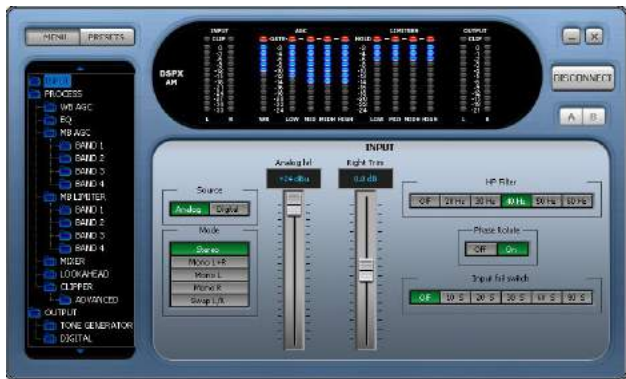 MENU PRESETS
INPUT AGC LIMITERS OUTPUT
CLIP GATE HOLD CLIP
DSPX
AM
L R WB LOW MID MIDH HIGH LOW MID MIDH HIGH L R
DISCONNECT
A B
INPUT
PROCESS
WB AGC
EQ
MB AGC
BAND 1
BAND 2
BAND 3
BAND 4
MB LIMITER
BAND 1
BAND 2
BAND 3
BAND 4
MIXER
LOOKAHEAD
CLIPPER
ADVANCED
OUTPUT
TONE GENERATOR
DIGITAL
INPUT
Source
Analog Digital
Mode
Stereo
Mono L+R
Mono L
Mono R
Swap L/R
Analog lvl
+24 dBu
Right Trim
0.0 dB
HP Filter
Off 20 Hz 30 Hz 40 Hz 50 Hz 60 Hz
Phase Rotate
Off On
Input fail switch
Off 10 S 20 S 30 S 60 S 90 S